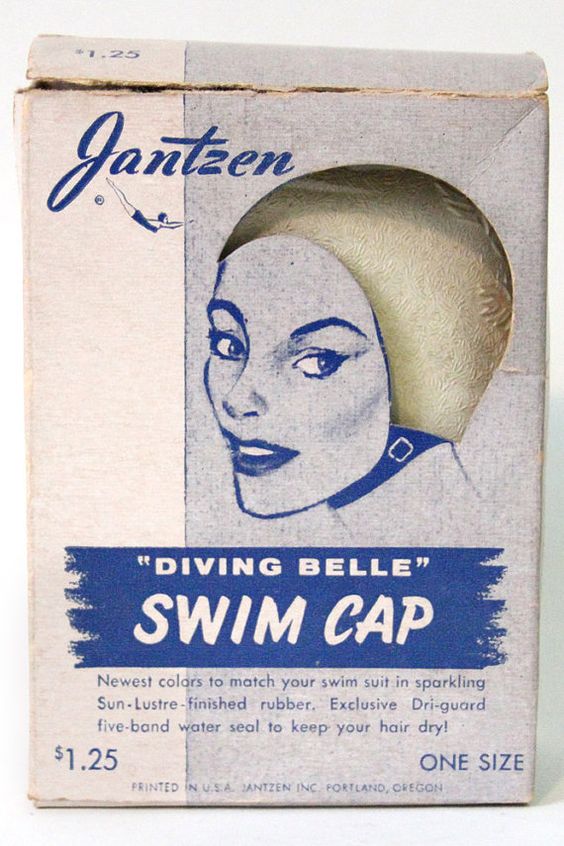 $1.25
Jantzen
®
"DIVING BELLE"
SWIM CAP
Newest colors to match your swim suit in sparkling
Sun-Lustre-finished rubber. Exclusive Dri-guard
five-band water seal to keep your hair dry!
$1.25 ONE SIZE
PRINTED IN U.S.A. JANTZEN INC. PORTLAND, OREGON